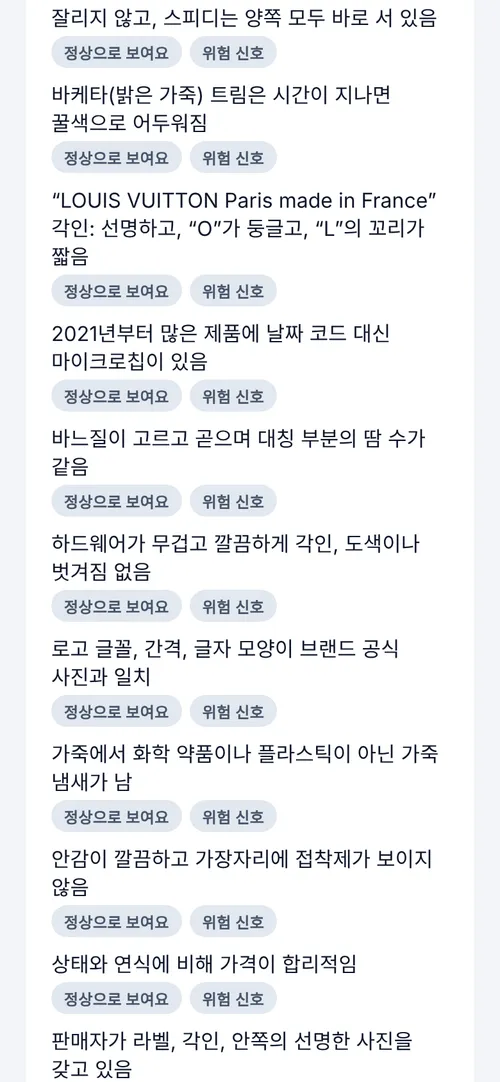 잘리지 않고, 스피디는 양쪽 모두 바로 서 있음
정상으로 보여요 위험 신호
바케타(밝은 가죽) 트림은 시간이 지나면
꿀색으로 어두워짐
정상으로 보여요 위험 신호
“LOUIS VUITTON Paris made in France”
각인: 선명하고, “O”가 둥글고, “L”의 꼬리가
짧음
정상으로 보여요 위험 신호
2021년부터 많은 제품에 날짜 코드 대신
마이크로칩이 있음
정상으로 보여요 위험 신호
바느질이 고르고 곧으며 대칭 부분의 땀 수가
같음
정상으로 보여요 위험 신호
하드웨어가 무겁고 깔끔하게 각인, 도색이나
벗겨짐 없음
정상으로 보여요 위험 신호
로고 글꼴, 간격, 글자 모양이 브랜드 공식
사진과 일치
정상으로 보여요 위험 신호
가죽에서 화학 약품이나 플라스틱이 아닌 가죽
냄새가 남
정상으로 보여요 위험 신호
안감이 깔끔하고 가장자리에 접착제가 보이지
않음
정상으로 보여요 위험 신호
상태와 연식에 비해 가격이 합리적임
정상으로 보여요 위험 신호
판매자가 라벨, 각인, 안쪽의 선명한 사진을
갖고 있음